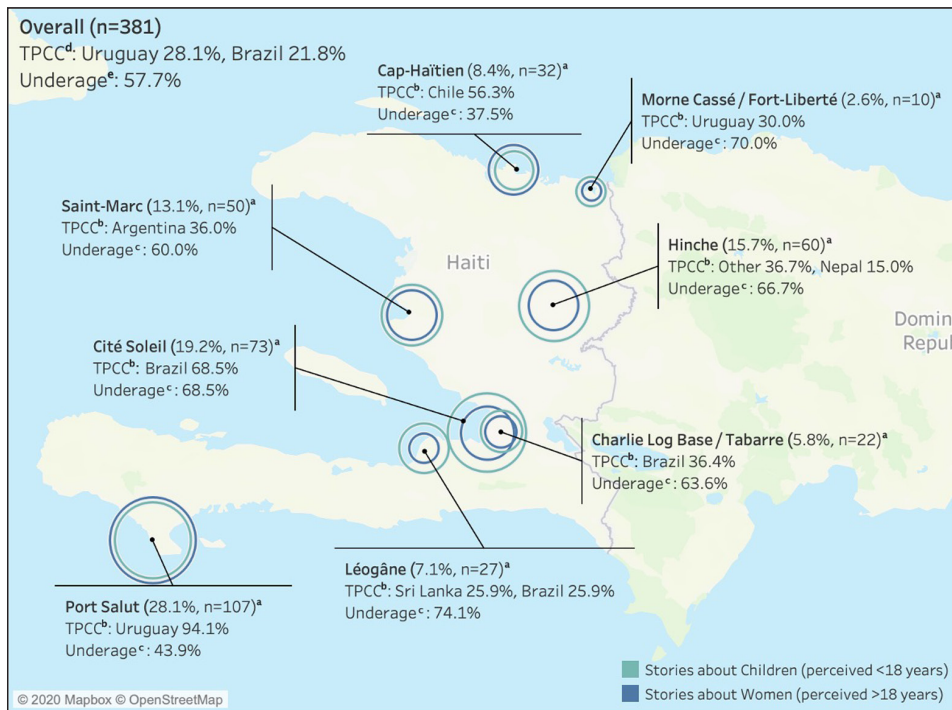 Overall (n=381)
TPCCᵈ: Uruguay 28.1%, Brazil 21.8%
Underageᵉ: 57.7%
Cap-Haïtien (8.4%, n=32)ᵃ
TPCCᵇ: Chile 56.3%
Underageᶜ: 37.5%
Morne Cassé / Fort-Liberté (2.6%, n=10)ᵃ
TPCCᵇ: Uruguay 30.0%
Underageᶜ: 70.0%
Saint-Marc (13.1%, n=50)ᵃ
TPCCᵇ: Argentina 36.0%
Underageᶜ: 60.0%
Haiti
Hinche (15.7%, n=60)ᵃ
TPCCᵇ: Other 36.7%, Nepal 15.0%
Underageᶜ: 66.7%
Domin
Repu
Cité Soleil (19.2%, n=73)ᵃ
TPCCᵇ: Brazil 68.5%
Underageᶜ: 68.5%
Charlie Log Base / Tabarre (5.8%, n=22)ᵃ
TPCCᵇ: Brazil 36.4%
Underageᶜ: 63.6%
Léogâne (7.1%, n=27)ᵃ
TPCCᵇ: Sri Lanka 25.9%, Brazil 25.9%
Underageᶜ: 74.1%
Port Salut (28.1%, n=107)ᵃ
TPCCᵇ: Uruguay 94.1%
Underageᶜ: 43.9%
Stories about Children (perceived <18 years)
Stories about Women (perceived >18 years)
© 2020 Mapbox © OpenStreetMap